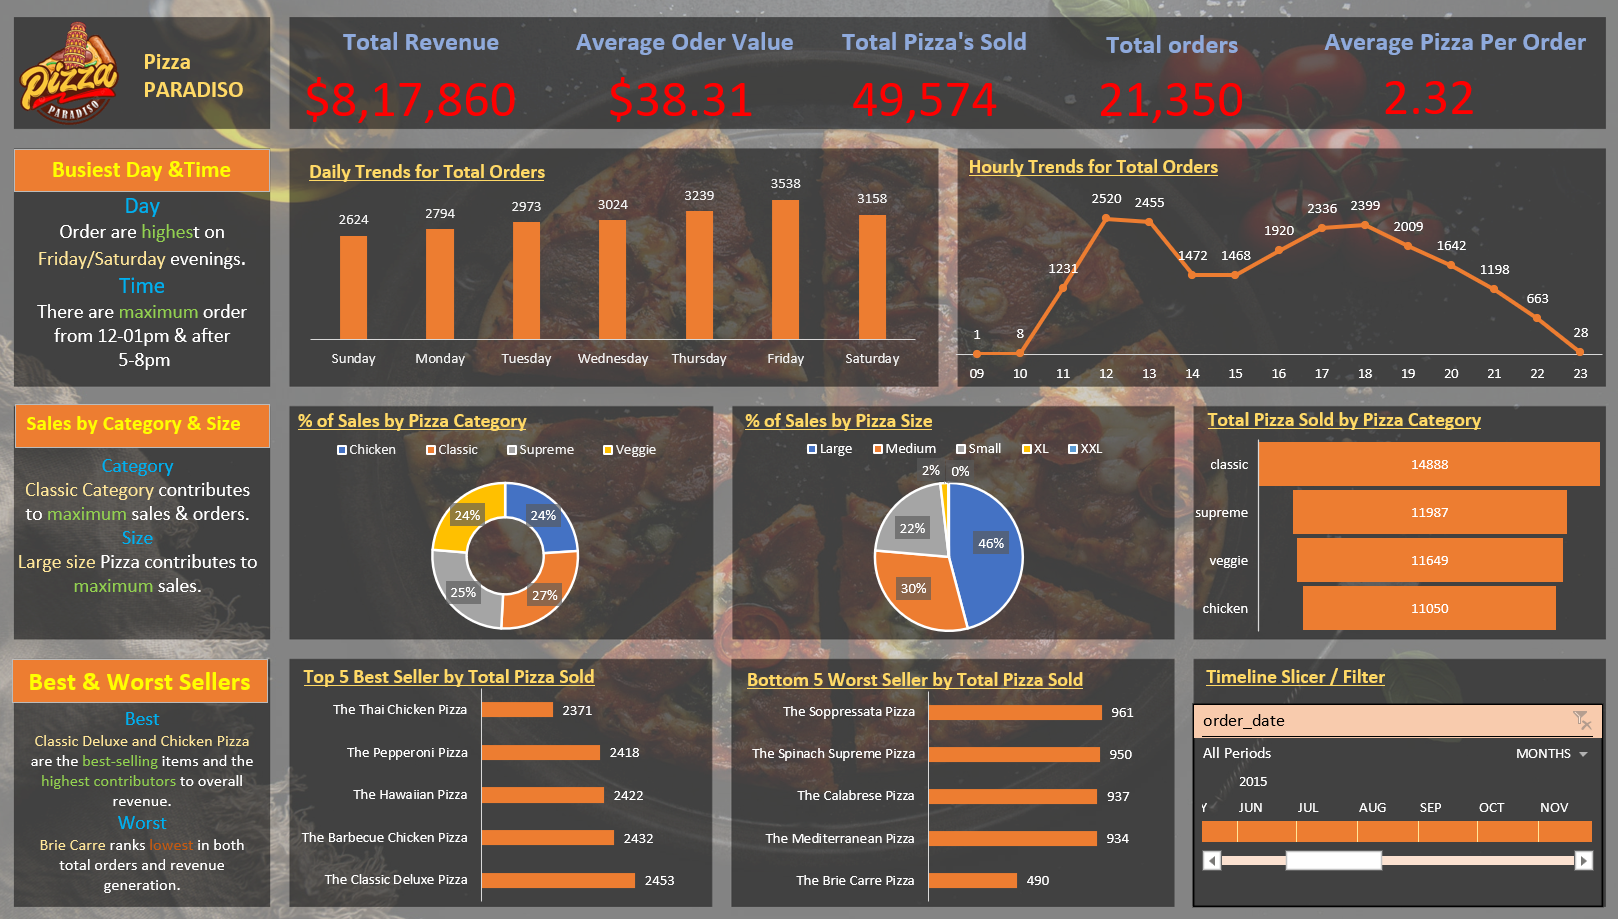 Pizza
PARADISO
Pizza
PARADISO
Total Revenue
$8,17,860
Average Oder Value
$38.31
Total Pizza's Sold
49,574
Total orders
21,350
Average Pizza Per Order
2.32
Busiest Day &Time
Day
Order are highest on
Friday/Saturday evenings.
Time
There are maximum order
from 12-01pm & after
5-8pm
Daily Trends for Total Orders
2624
2794
2973
3024
3239
3538
3158
Sunday
Monday
Tuesday
Wednesday
Thursday
Friday
Saturday
Hourly Trends for Total Orders
1
8
1231
2520
2455
1472
1468
1920
2336
2399
2009
1642
1198
663
28
09
10
11
12
13
14
15
16
17
18
19
20
21
22
23
Sales by Category & Size
Category
Classic Category contributes
to maximum sales & orders.
Size
Large size Pizza contributes to
maximum sales.
% of Sales by Pizza Category
Chicken
Classic
Supreme
Veggie
24%
24%
25%
27%
% of Sales by Pizza Size
Large
Medium
Small
XL
XXL
2%
0%
22%
46%
30%
Total Pizza Sold by Pizza Category
classic
14888
supreme
11987
veggie
11649
chicken
11050
Best & Worst Sellers
Best
Classic Deluxe and Chicken Pizza
are the best-selling items and the
highest contributors to overall
revenue.
Worst
Brie Carre ranks lowest in both
total orders and revenue
generation.
Top 5 Best Seller by Total Pizza Sold
The Thai Chicken Pizza
2371
The Pepperoni Pizza
2418
The Hawaiian Pizza
2422
The Barbecue Chicken Pizza
2432
The Classic Deluxe Pizza
2453
Bottom 5 Worst Seller by Total Pizza Sold
The Soppressata Pizza
961
The Spinach Supreme Pizza
950
The Calabrese Pizza
937
The Mediterranean Pizza
934
The Brie Carre Pizza
490
Timeline Slicer / Filter
order_date
All Periods
MONTHS
2015
Y
JUN
JUL
AUG
SEP
OCT
NOV